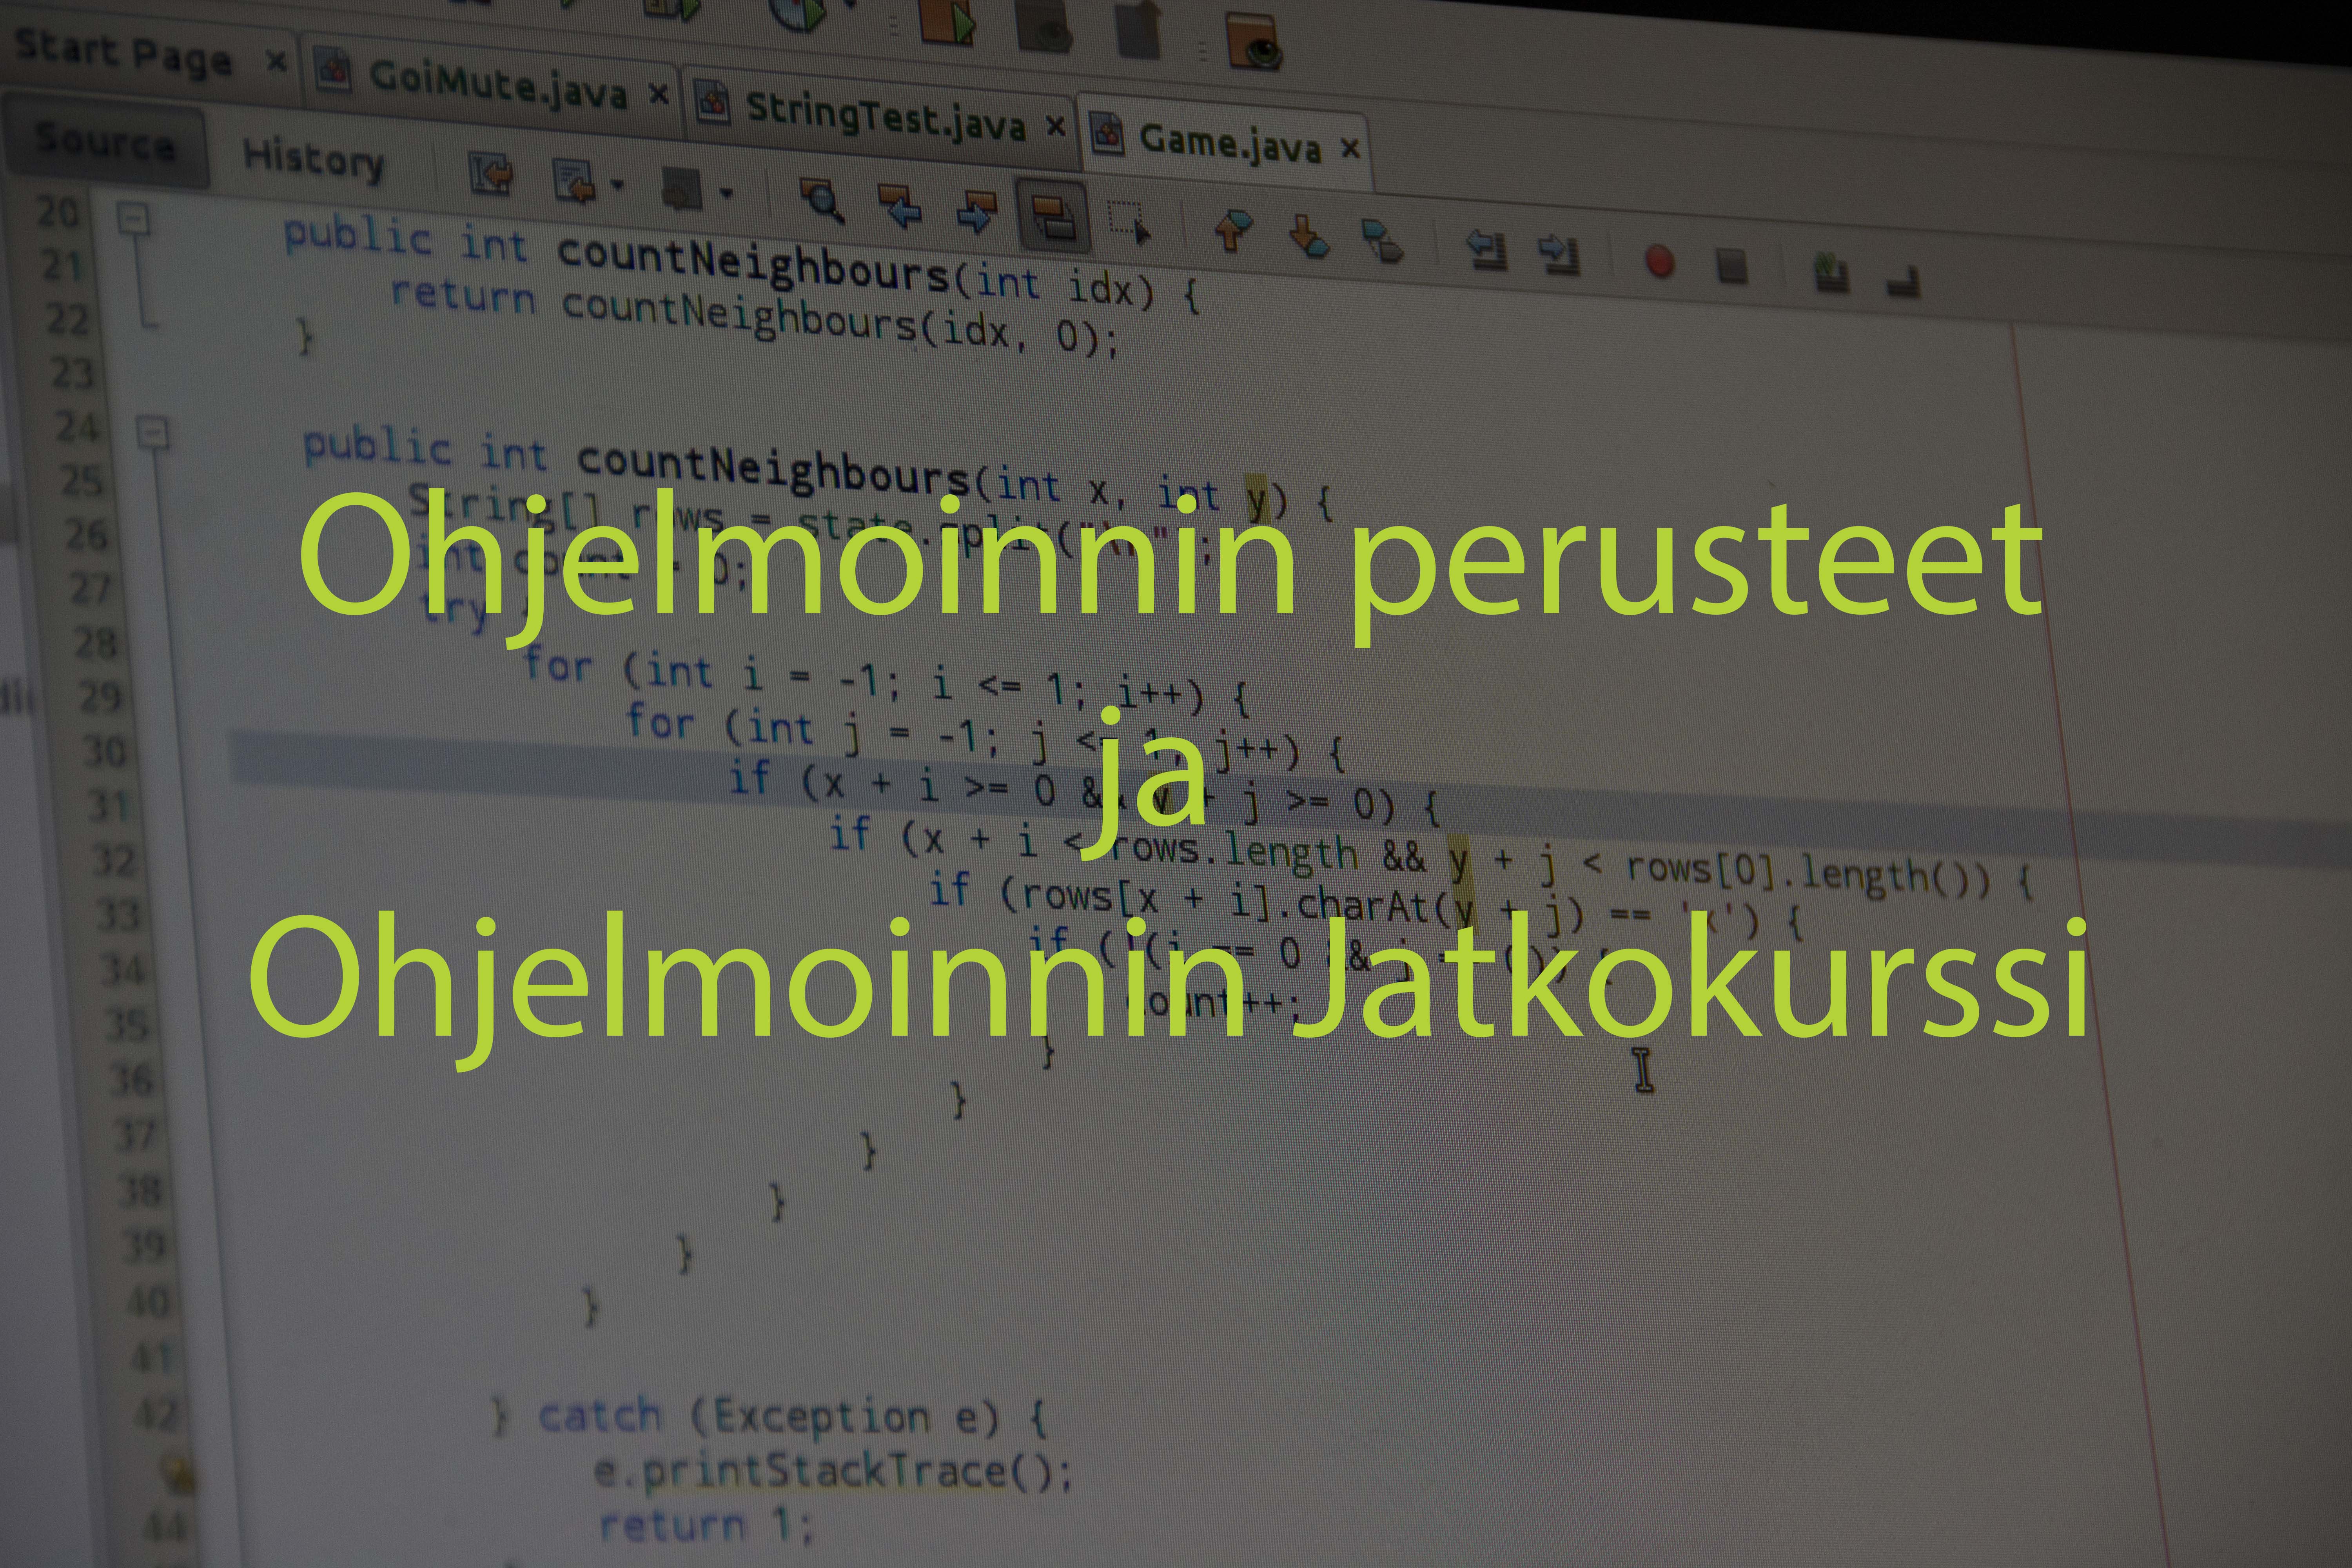 Start Page × GoiMute.java × StringTest.java × Game.java ×
Source History
20 public int countNeighbours(int idx) {
21 return countNeighbours(idx, 0);
22 }
23
24 public int countNeighbours(int x, int y) {
25 String[] rows = state.split(
26 int count = 0;
27 try
Ohjelmoinnin perusteet
28 for (int i = -1; i <= 1; i++) {
29 for (int j = -1; j <= 1; j++) {
ja
30 if (x + i >= 0 && y + j >= 0) {
31 if (x + i < rows.length && y + j < rows[0].length()) {
32 if (rows[x + i].charAt(y + j) == 'x') {
33 if (!(i == 0 && j
34 count++;
Ohjelmoinnin Jatkokurssi
35 }
36 }
37 }
38 }
39 }
40 }
41
42 } catch (Exception e) {
e.printStackTrace();
44 return 1;